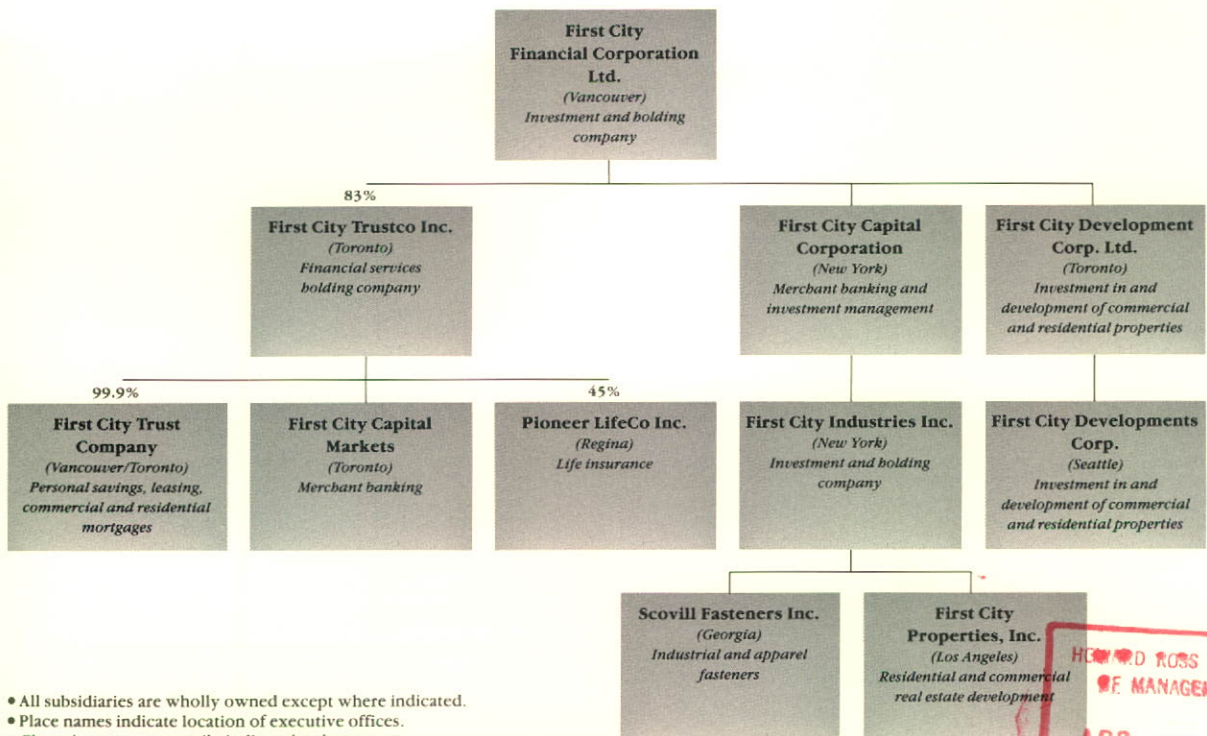 First City
Financial Corporation
Ltd.
(Vancouver)
Investment and holding
company
83%
First City Trustco Inc.
(Toronto)
Financial services
holding company
First City Capital
Corporation
(New York)
Merchant banking and
investment management
First City Development
Corp. Ltd.
(Toronto)
Investment in and
development of commercial
and residential properties
99.9%
First City Trust
Company
(Vancouver/Toronto)
Personal savings, leasing,
commercial and residential
mortgages
First City Capital
Markets
(Toronto)
Merchant banking
45%
Pioneer LifeCo Inc.
(Regina)
Life insurance
First City Industries Inc.
(New York)
Investment and holding
company
First City Developments
Corp.
(Seattle)
Investment in and
development of commercial
and residential properties
Scovill Fasteners Inc.
(Georgia)
Industrial and apparel
fasteners
First City
Properties, Inc.
(Los Angeles)
Residential and commercial
real estate development
• All subsidiaries are wholly owned except where indicated.
• Place names indicate location of executive offices.
ROSS